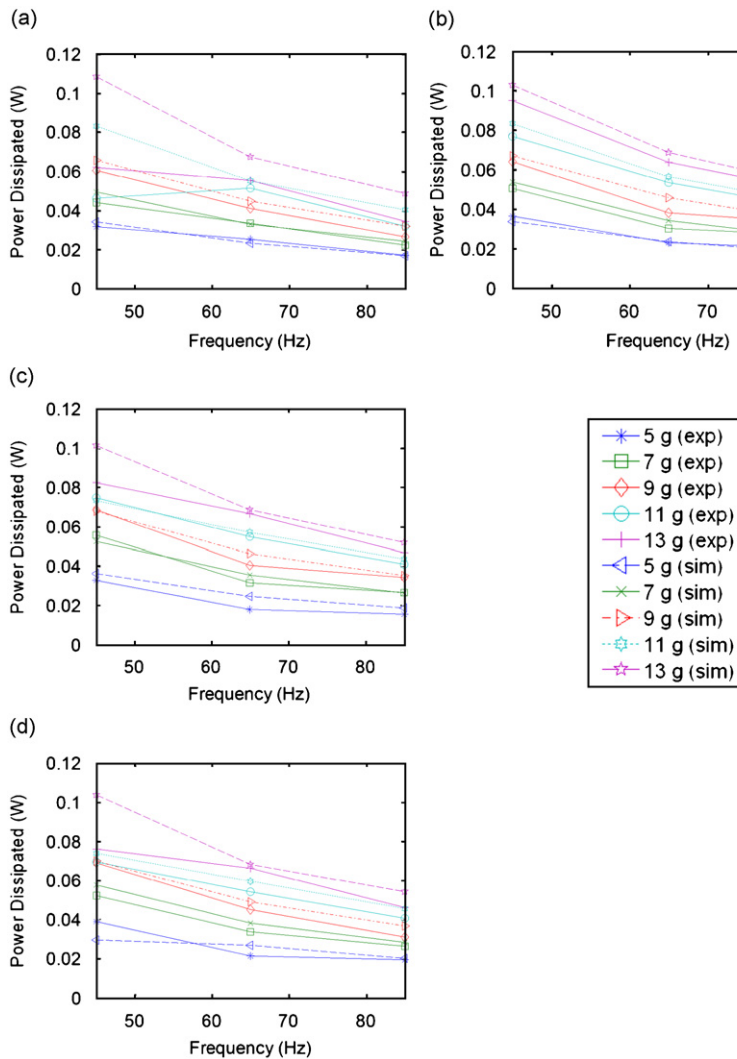 (a)
0.12
0.1
0.08
0.06
0.04
0.02
0
Power Dissipated (W)
50 60 70 80
Frequency (Hz)
(b)
0.12
0.1
0.08
0.06
0.04
0.02
0
Power Dissipated (W)
50 60 70
Frequency (Hz)
(c)
0.12
0.1
0.08
0.06
0.04
0.02
0
Power Dissipated (W)
50 60 70 80
Frequency (Hz)
5 g (exp)
7 g (exp)
9 g (exp)
11 g (exp)
13 g (exp)
5 g (sim)
7 g (sim)
9 g (sim)
11 g (sim)
13 g (sim)
(d)
0.12
0.1
0.08
0.06
0.04
0.02
0
Power Dissipated (W)
50 60 70 80
Frequency (Hz)